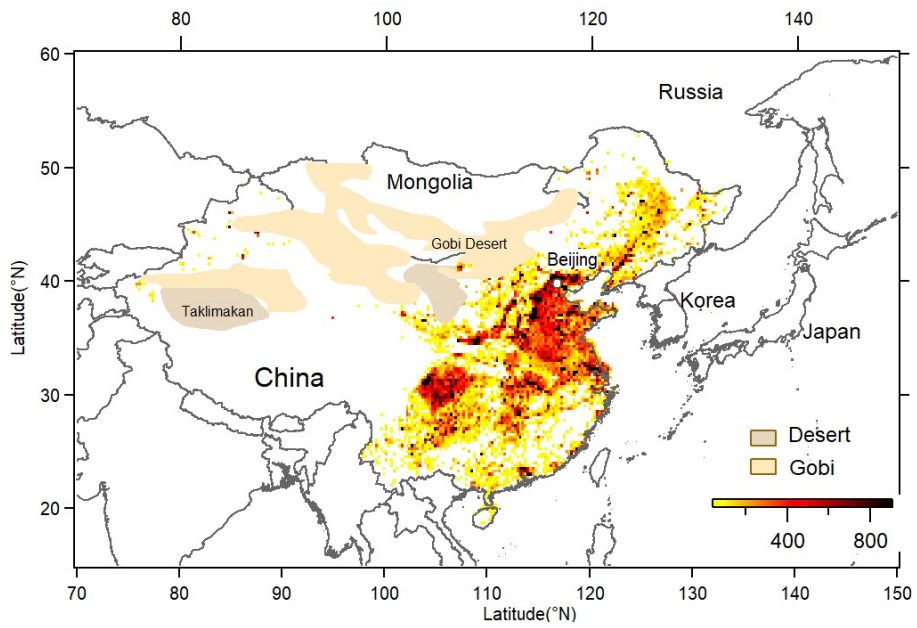 80 100 120 140
60
Russia
50
Mongolia
Gobi Desert
Beijing
40
Taklimakan
Korea
Japan
Latitude(°N)
China
30
Desert
Gobi
20
400 800
70 80 90 100 110 120 130 140 150
Latitude(°N)